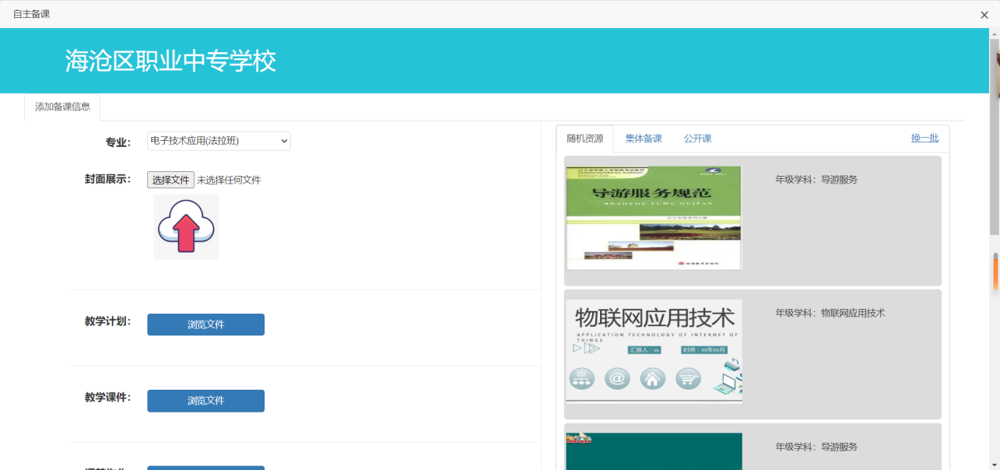 自主备课
海沧区职业中专学校
添加备课信息
专业：
电子技术应用(法拉班)
封面展示：
选择文件 未选择任何文件
教学计划：
浏览文件
教学课件：
浏览文件
随机资源 集体备课 公开课 换一批
导游服务规范
DAOYOU FUWU GUIFAN
年级学科：导游服务
物联网应用技术
APPLICATION TECHNOLOGY OF INTERNET OF
THINGS
汇报人：xx 时间：xx年xx月
年级学科：物联网应用技术
年级学科：导游服务